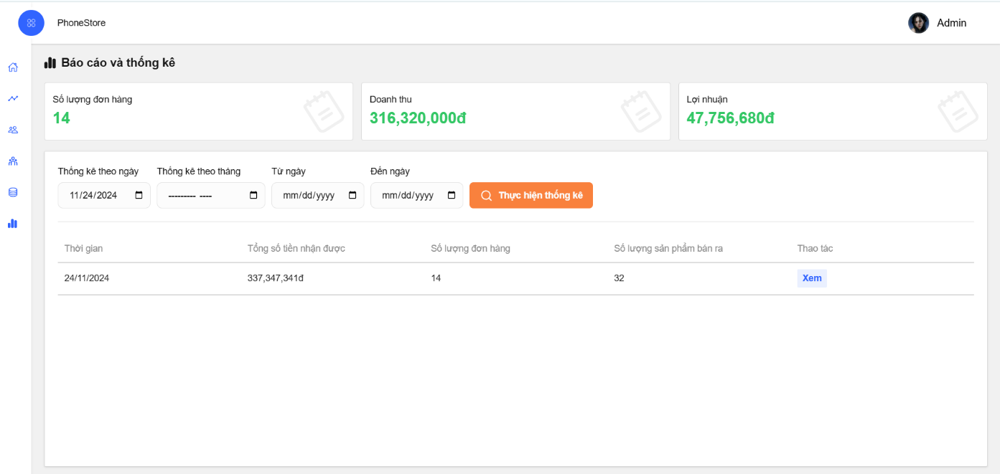 PhoneStore
Admin
Báo cáo và thống kê
Số lượng đơn hàng
14
Doanh thu
316,320,000đ
Lợi nhuận
47,756,680đ
Thống kê theo ngày Thống kê theo tháng Từ ngày Đến ngày
11/24/2024 --------- ---- mm/dd/yyyy mm/dd/yyyy Thực hiện thống kê
Thời gian Tổng số tiền nhận được Số lượng đơn hàng Số lượng sản phẩm bán ra Thao tác
24/11/2024 337,347,341đ 14 32 Xem